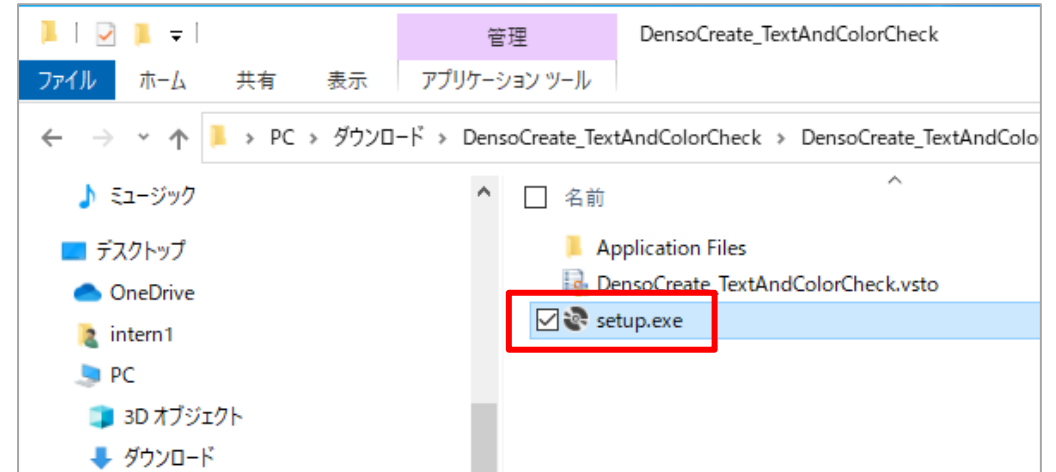 管理 DensoCreate_TextAndColorCheck
ファイル ホーム 共有 表示 アプリケーション ツール
PC ダウンロード DensoCreate_TextAndColorCheck DensoCreate_TextAndColo
ミュージック
デスクトップ
OneDrive
intern1
PC
3D オブジェクト
ダウンロード
名前
Application Files
DensoCreate_TextAndColorCheck.vsto
setup.exe